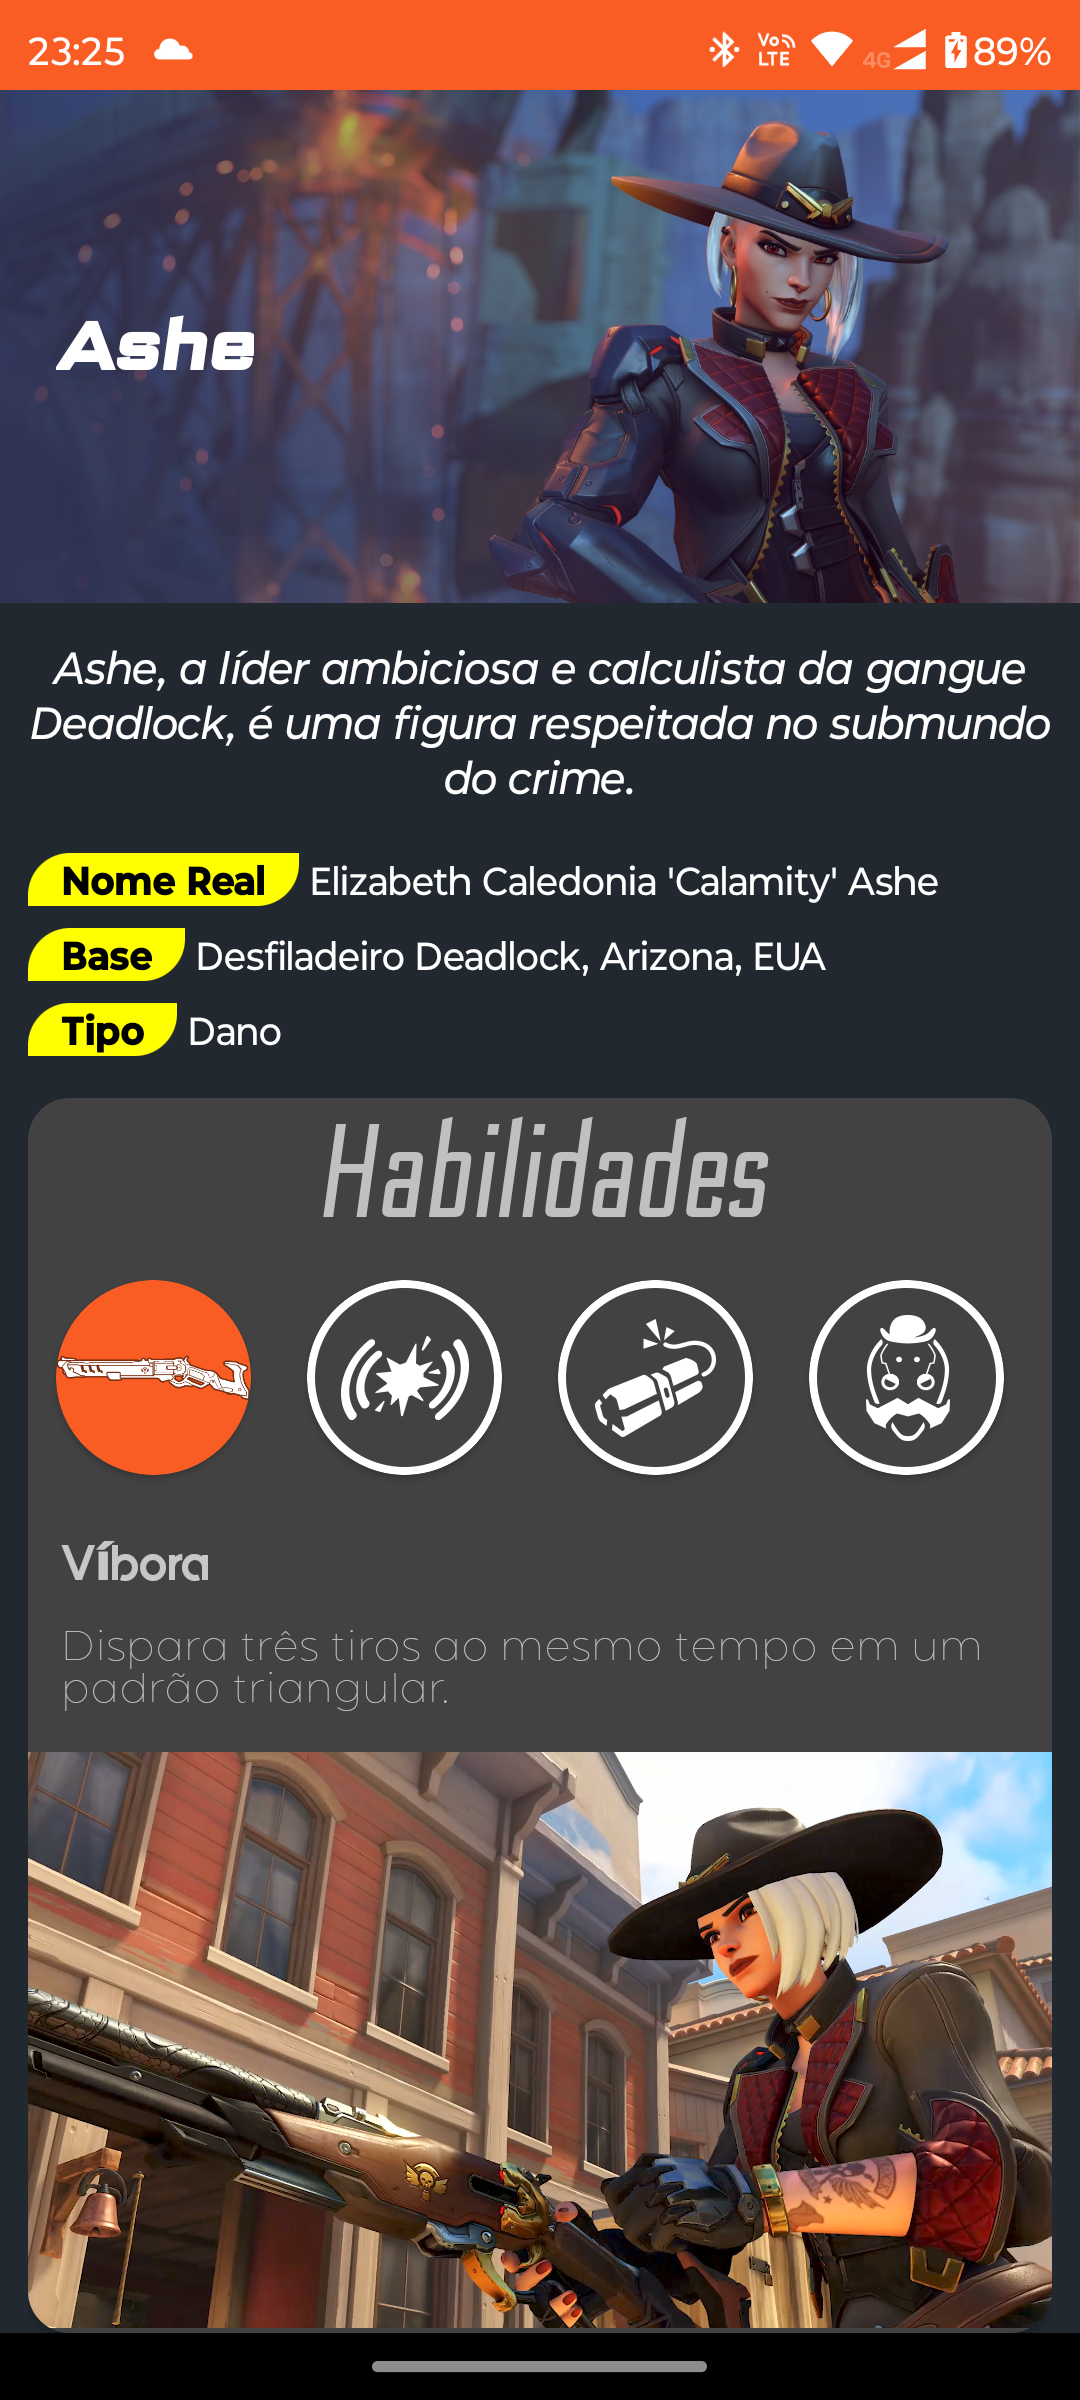 23:25
Vo LTE 4G 89%
Ashe
Ashe, a líder ambiciosa e calculista da gangue
Deadlock, é uma figura respeitada no submundo
do crime.
Nome Real Elizabeth Caledonia 'Calamity' Ashe
Base Desfiladeiro Deadlock, Arizona, EUA
Tipo Dano
Habilidades
Víbora
Dispara três tiros ao mesmo tempo em um
padrão triangular.